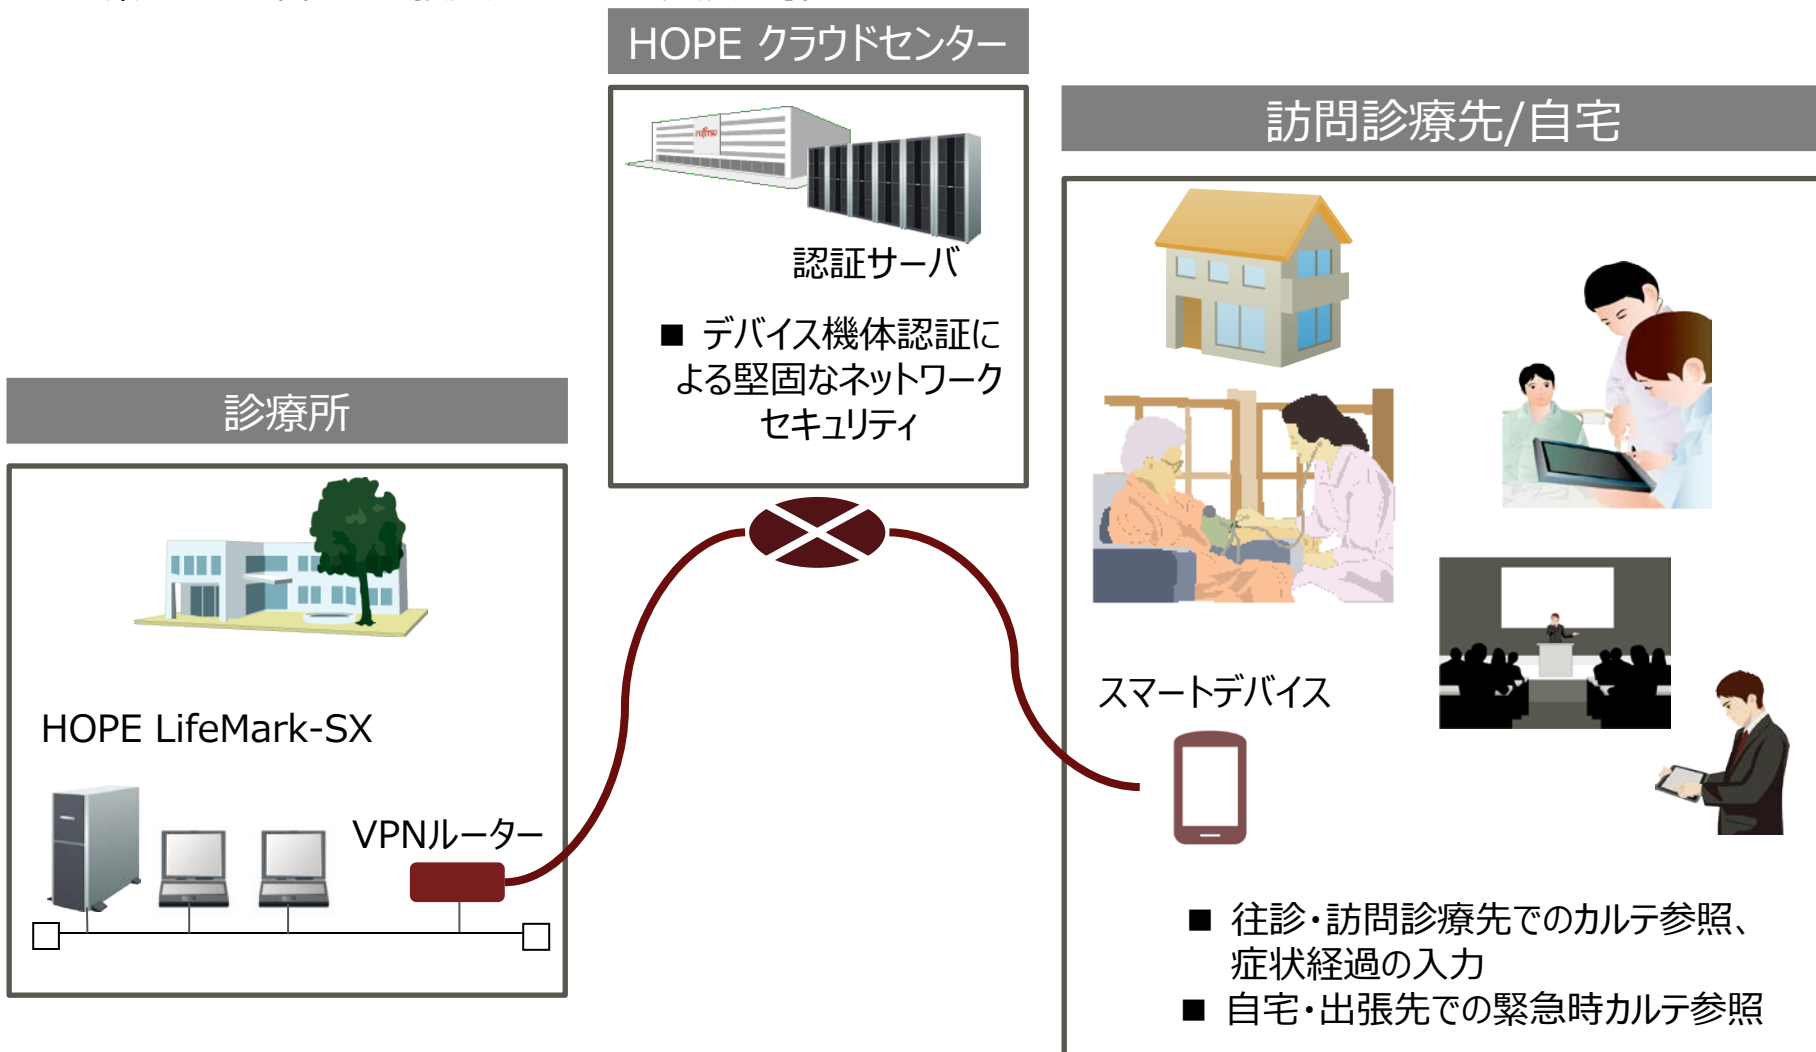 HOPE クラウドセンター
FUJITSU
認証サーバ
■ デバイス機体認証に
よる堅固なネットワーク
セキュリティ
診療所
HOPE LifeMark-SX
VPNルーター
訪問診療先/自宅
スマートデバイス
■ 往診・訪問診療先でのカルテ参照、
症状経過の入力
■ 自宅・出張先での緊急時カルテ参照